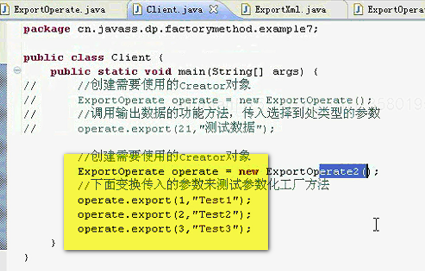 ExportOperate.java
Client.java
ExportXml.java
ExportOpera
package cn.javass.dp.factorymethod.example7;
public class Client {
public static void main(String[] args) {
// //创建需要使用的Creator对象
// ExportOperate operate = new ExportOperate();
// //调用输出数据的功能方法，传入选择到处类型的参数
// operate.export(21,"测试数据");
//创建需要使用的Creator对象
ExportOperate operate = new ExportOperate2();
//下面变换传入的参数来测试参数化工厂方法
operate.export(1,"Test1");
operate.export(2,"Test2");
operate.export(3,"Test3");
}
}